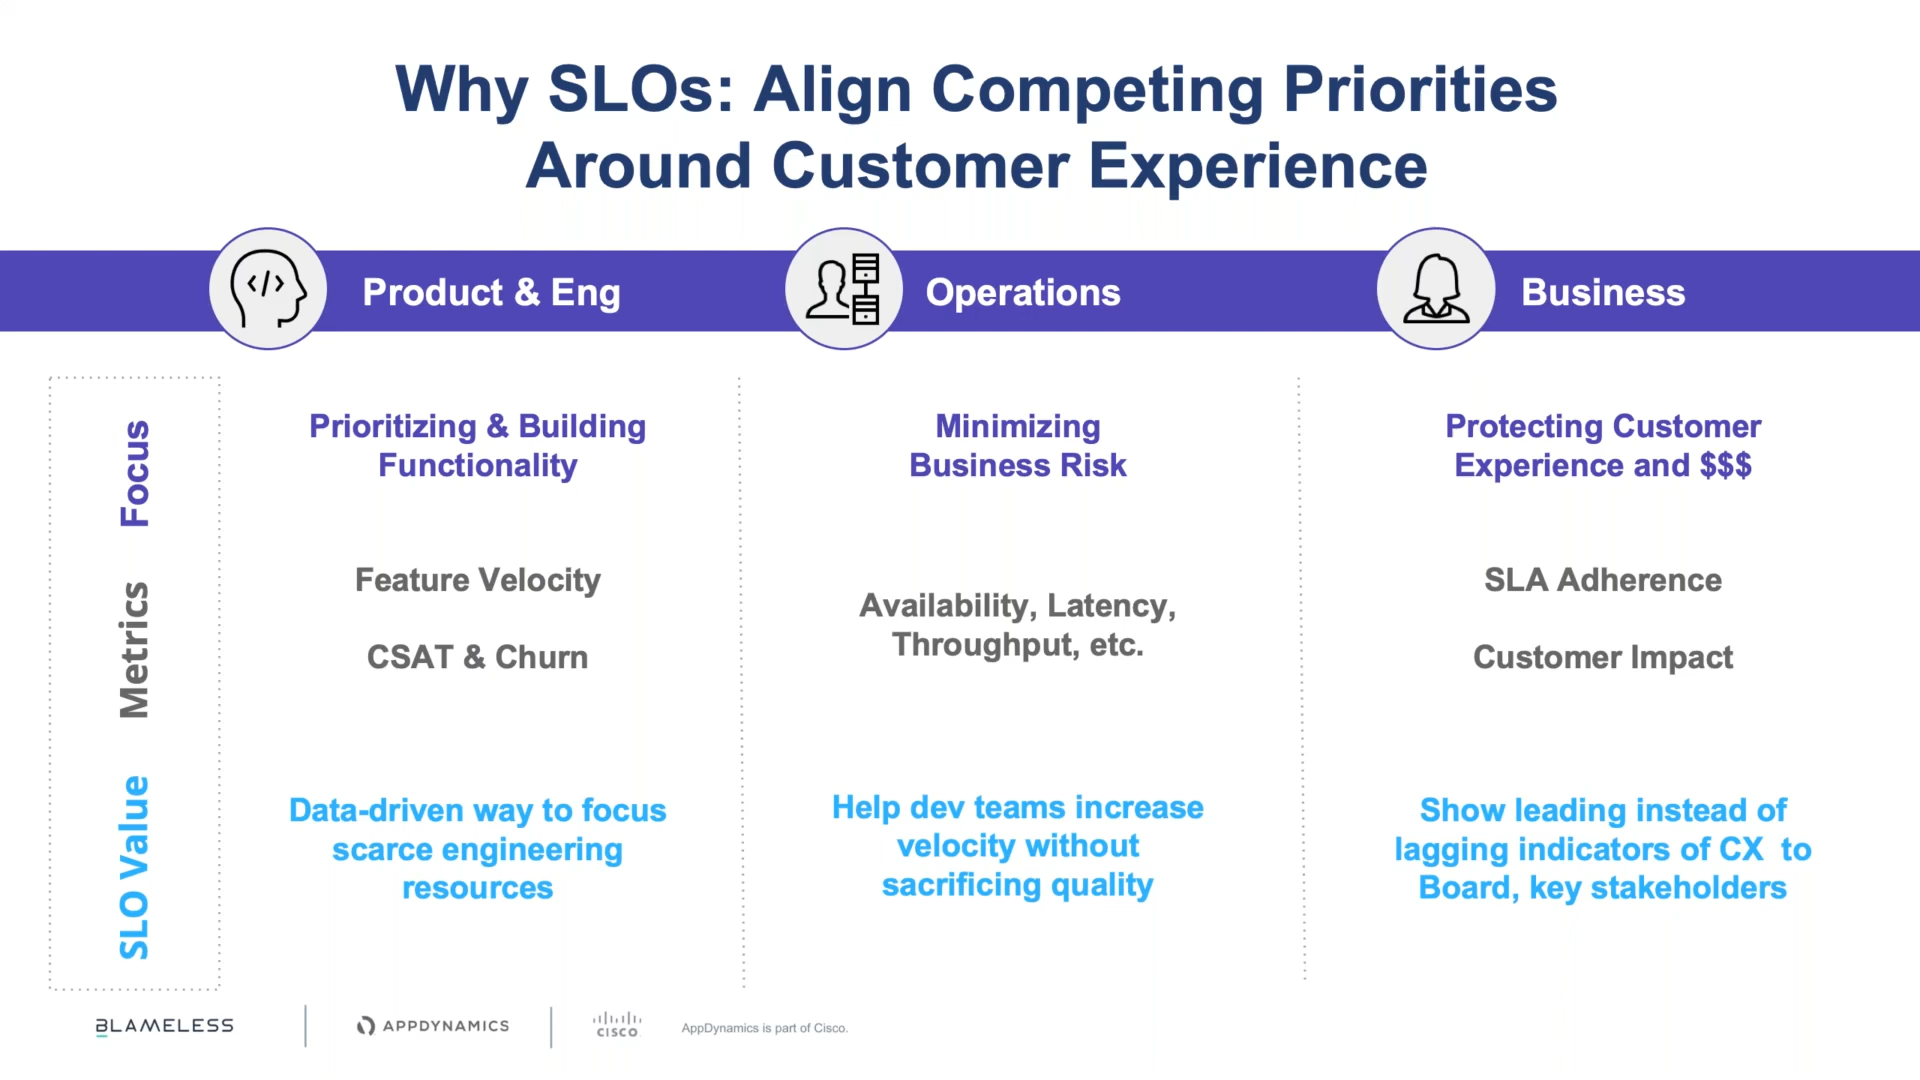 Why SLOs: Align Competing Priorities
Around Customer Experience
</>
Product & Eng
Operations
Business
Focus
Prioritizing & Building
Functionality
Minimizing
Business Risk
Protecting Customer
Experience and $$$
Metrics
Feature Velocity
CSAT & Churn
Availability, Latency,
Throughput, etc.
SLA Adherence
Customer Impact
SLO Value
Data-driven way to focus
scarce engineering
resources
Help dev teams increase
velocity without
sacrificing quality
Show leading instead of
lagging indicators of CX  to
Board, key stakeholders
BLAMELESS
APPDYNAMICS
CISCO
AppDynamics is part of Cisco.